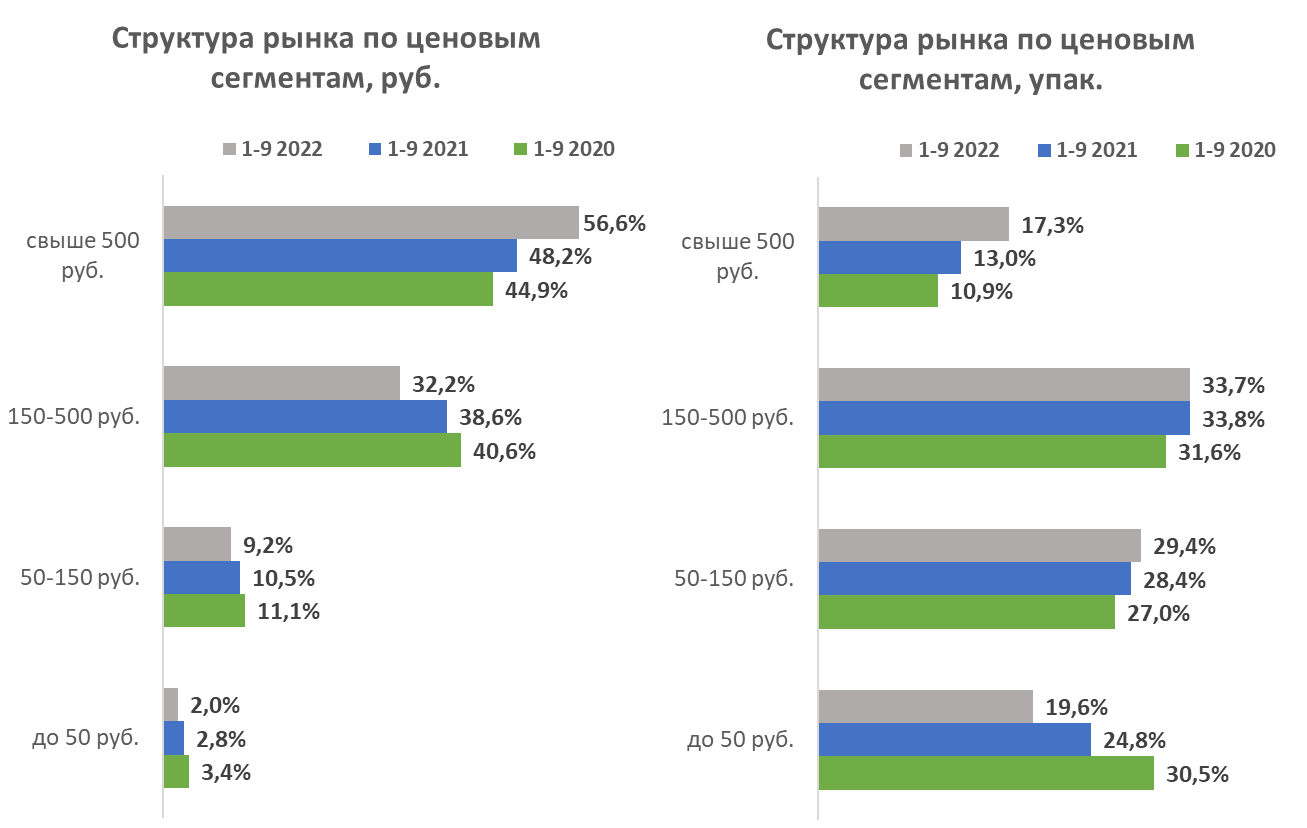 Структура рынка по ценовым
сегментам, руб.
1-9 2022 1-9 2021 1-9 2020
свыше 500
руб.
56,6%
48,2%
44,9%
150-500 руб.
32,2%
38,6%
40,6%
50-150 руб.
9,2%
10,5%
11,1%
до 50 руб.
2,0%
2,8%
3,4%
Структура рынка по ценовым
сегментам, упак.
1-9 2022 1-9 2021 1-9 2020
свыше 500
руб.
17,3%
13,0%
10,9%
150-500 руб.
33,7%
33,8%
31,6%
50-150 руб.
29,4%
28,4%
27,0%
до 50 руб.
19,6%
24,8%
30,5%